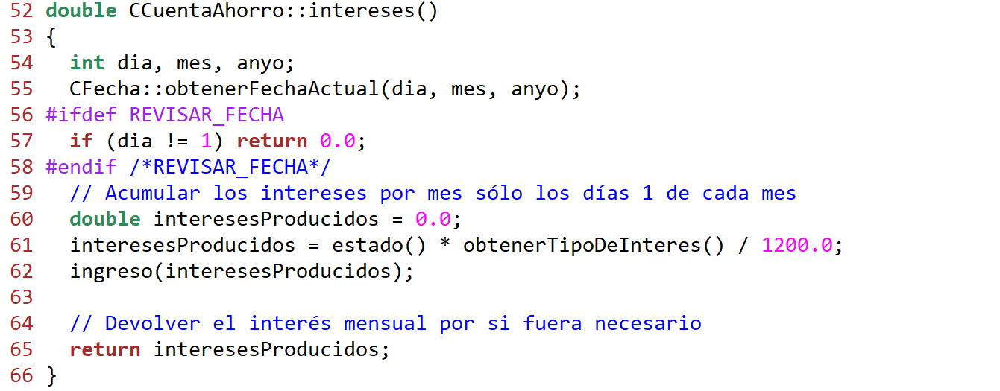 52 double CCuentaAhorro::intereses()
53 {
54   int dia, mes, anyo;
55   CFecha::obtenerFechaActual(dia, mes, anyo);
56 #ifdef REVISAR_FECHA
57   if (dia != 1) return 0.0;
58 #endif /*REVISAR_FECHA*/
59   // Acumular los intereses por mes sólo los días 1 de cada mes
60   double interesesProducidos = 0.0;
61   interesesProducidos = estado() * obtenerTipoDeInteres() / 1200.0;
62   ingreso(interesesProducidos);
63
64   // Devolver el interés mensual por si fuera necesario
65   return interesesProducidos;
66 }